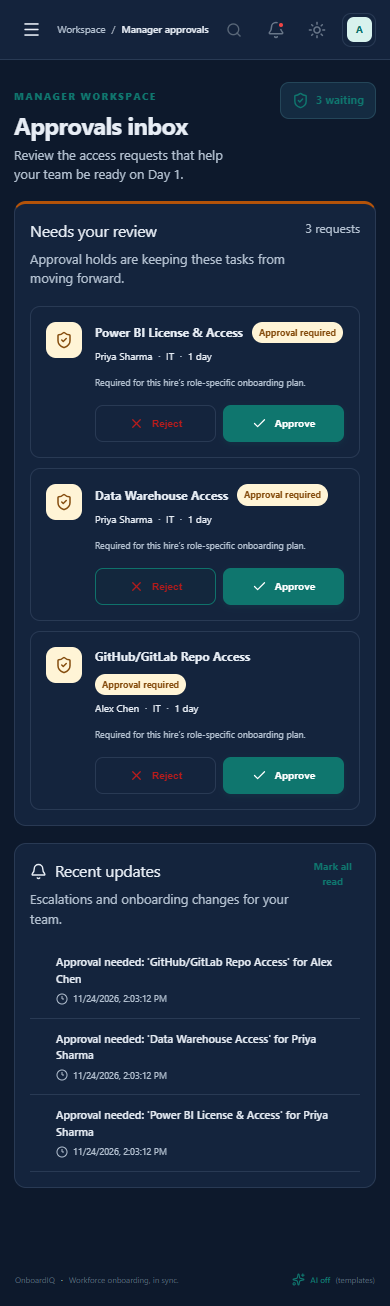 Workspace / Manager approvals
A
MANAGER WORKSPACE
3 waiting
Approvals inbox
Review the access requests that help
your team be ready on Day 1.
Needs your review
3 requests
Approval holds are keeping these tasks from
moving forward.
Power BI License & Access
Approval required
Priya Sharma · IT · 1 day
Required for this hire's role-specific onboarding plan.
Reject
Approve
Data Warehouse Access
Approval required
Priya Sharma · IT · 1 day
Required for this hire's role-specific onboarding plan.
Reject
Approve
GitHub/GitLab Repo Access
Approval required
Alex Chen · IT · 1 day
Required for this hire's role-specific onboarding plan.
Reject
Approve
Recent updates
Mark all
read
Escalations and onboarding changes for your
team.
Approval needed: 'GitHub/GitLab Repo Access' for Alex
Chen
11/24/2026, 2:03:12 PM
Approval needed: 'Data Warehouse Access' for Priya
Sharma
11/24/2026, 2:03:12 PM
Approval needed: 'Power BI License & Access' for Priya
Sharma
11/24/2026, 2:03:12 PM
OnboardIQ · Workforce onboarding, in sync.
AI off (templates)